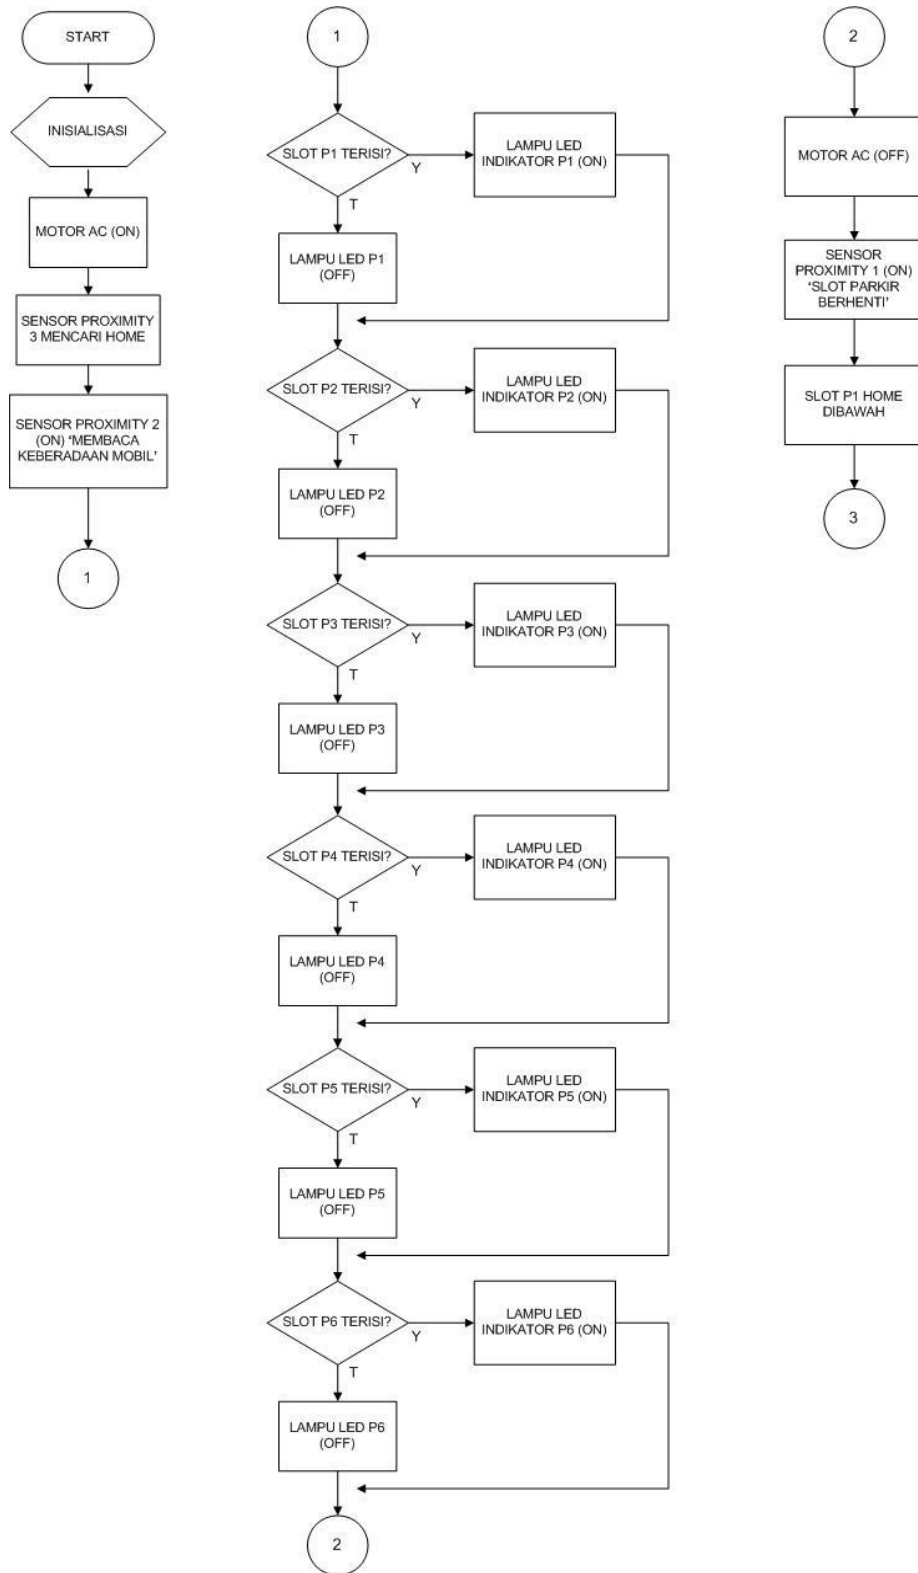 START
INISIALISASI
MOTOR AC (ON)
SENSOR PROXIMITY
3 MENCARI HOME
SENSOR PROXIMITY 2
(ON) ‘MEMBACA
KEBERADAAN MOBIL’
1
1
SLOT P1 TERISI?
Y
T
LAMPU LED
INDIKATOR P1 (ON)
LAMPU LED P1
(OFF)
SLOT P2 TERISI?
Y
T
LAMPU LED
INDIKATOR P2 (ON)
LAMPU LED P2
(OFF)
SLOT P3 TERISI?
Y
T
LAMPU LED
INDIKATOR P3 (ON)
LAMPU LED P3
(OFF)
SLOT P4 TERISI?
Y
T
LAMPU LED
INDIKATOR P4 (ON)
LAMPU LED P4
(OFF)
SLOT P5 TERISI?
Y
T
LAMPU LED
INDIKATOR P5 (ON)
LAMPU LED P5
(OFF)
SLOT P6 TERISI?
Y
T
LAMPU LED
INDIKATOR P6 (ON)
LAMPU LED P6
(OFF)
2
2
MOTOR AC (OFF)
SENSOR
PROXIMITY 1 (ON)
‘SLOT PARKIR
BERHENTI’
SLOT P1 HOME
DIBAWAH
3